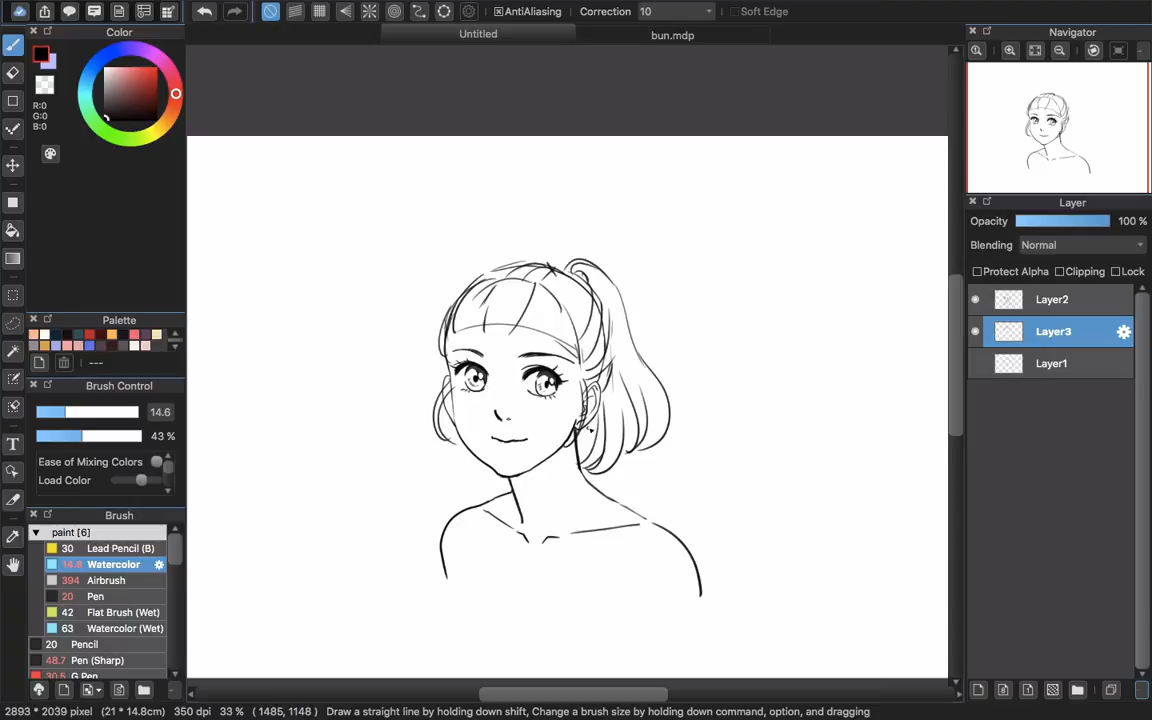 AntiAliasing Correction 10 Soft Edge
Color
Untitled
bun.mdp
Navigator
R:0
G:0
B:0
Layer
Opacity 100 %
Blending Normal
Protect Alpha Clipping Lock
Layer2
Layer3
Layer1
Palette
---
Brush Control
14.6
43 %
Ease of Mixing Colors
Load Color
Brush
paint [6]
30 Lead Pencil (B)
14.6 Watercolor
394 Airbrush
20 Pen
42 Flat Brush (Wet)
63 Watercolor (Wet)
20 Pencil
48.7 Pen (Sharp)
30.5 G Pen
2893 * 2039 pixel (21 * 14.8cm) 350 dpi 33 % ( 1485, 1148 ) Draw a straight line by holding down shift, Change a brush size by holding down command, option, and dragging